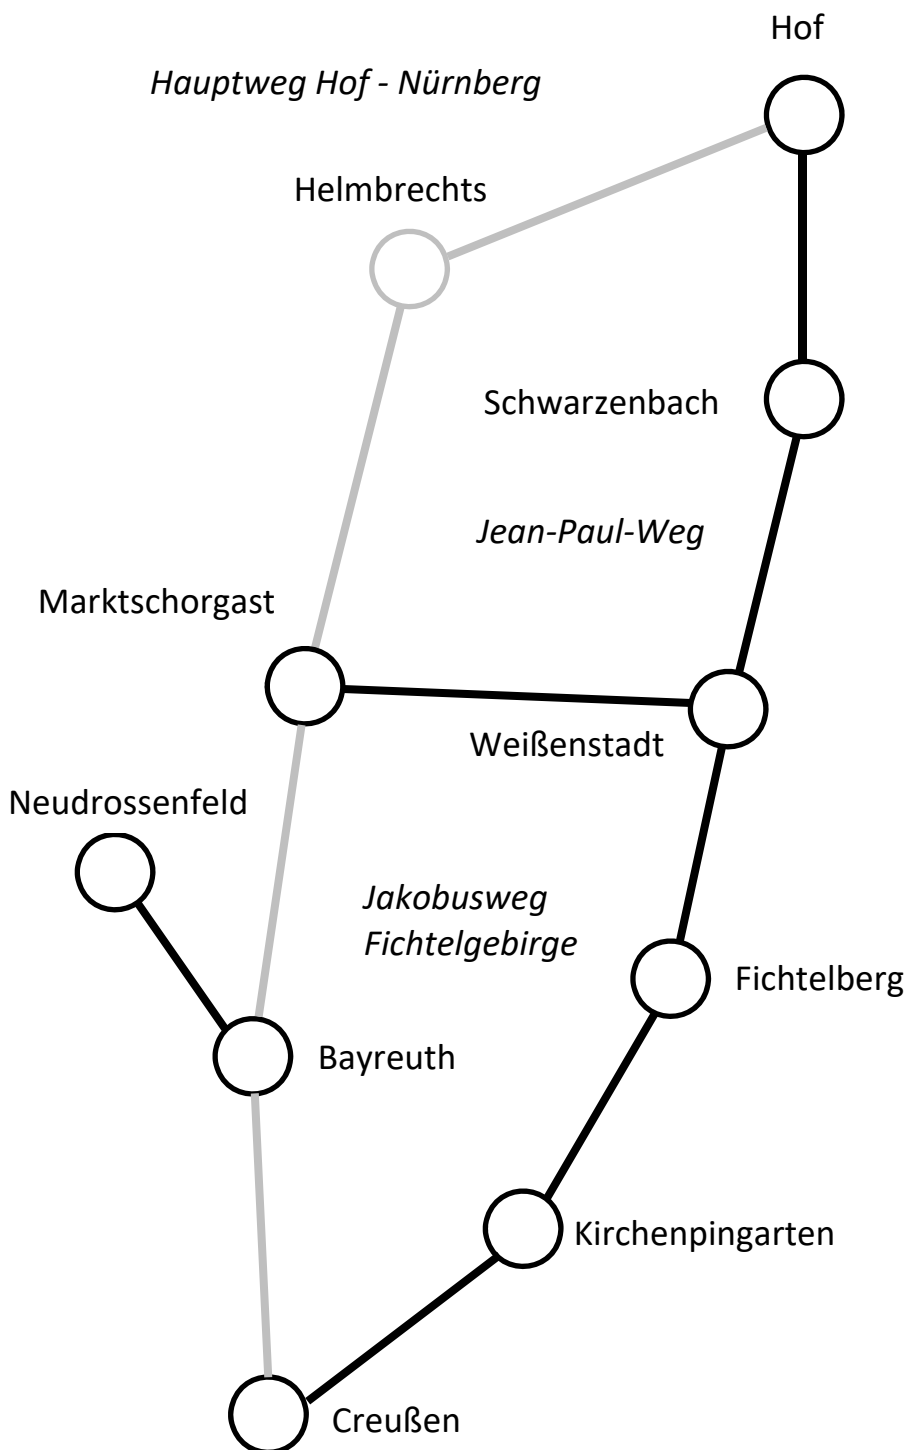 Hof
Hauptweg Hof - Nürnberg
Helmbrechts
Schwarzenbach
Jean-Paul-Weg
Marktschorgast
Weißenstadt
Neudrossenfeld
Jakobusweg
Fichtelgebirge
Fichtelberg
Bayreuth
Kirchenpingarten
Creußen